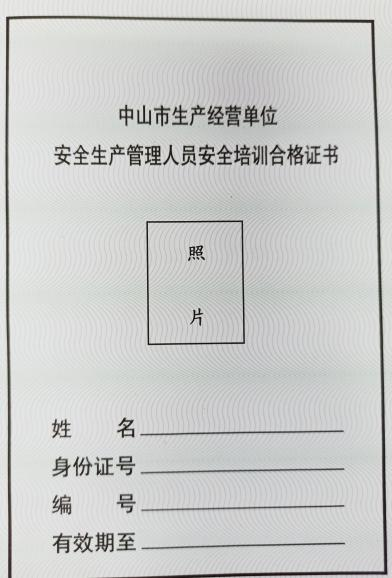 中山市生产经营单位
安全生产管理人员安全培训合格证书
照
片
姓名
身份证号
编号
有效期至